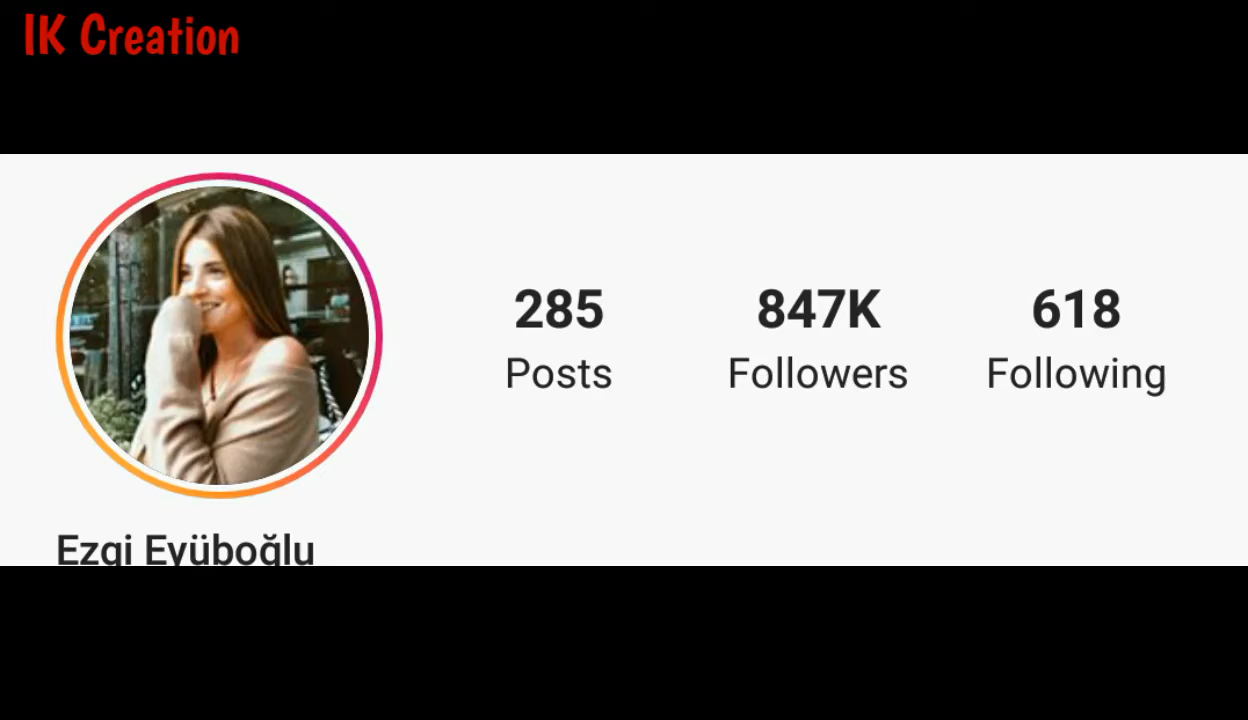 IK Creation
285
847K
618
Posts
Followers
Following
Ezgi Eyüboğlu